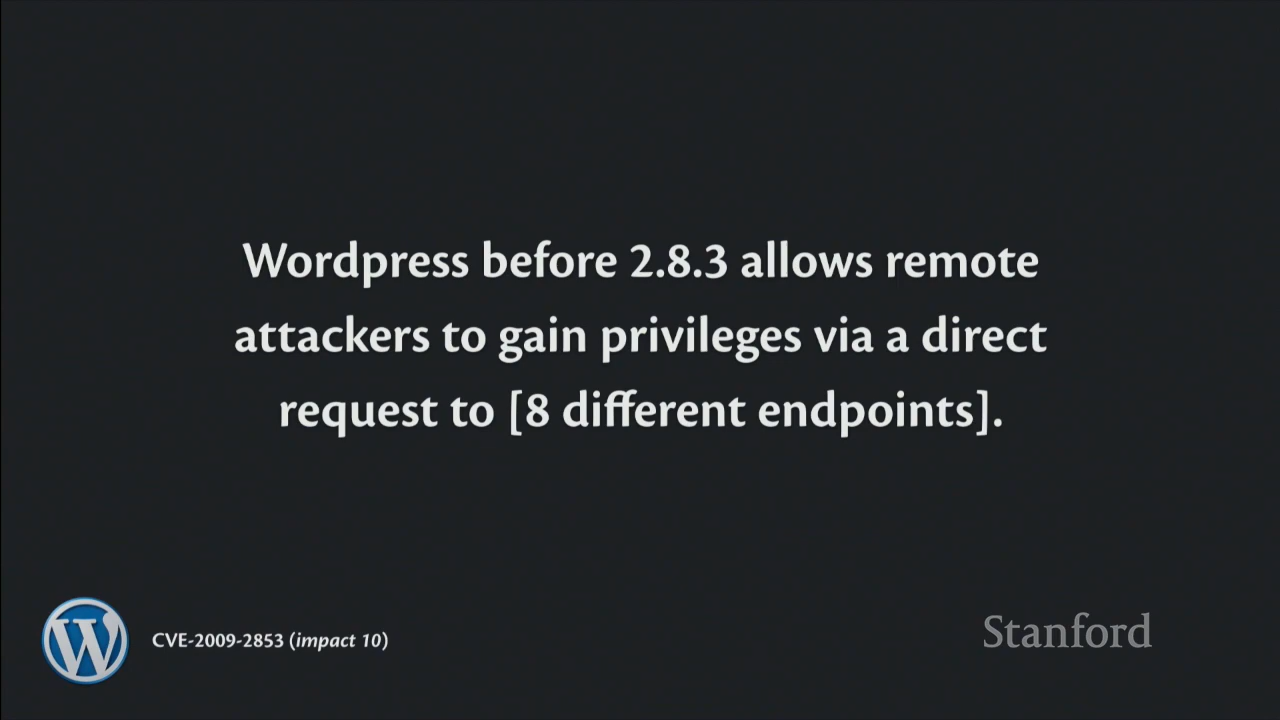 Wordpress before 2.8.3 allows remote
attackers to gain privileges via a direct
request to [8 different endpoints].
CVE-2009-2853 (impact 10)
Stanford